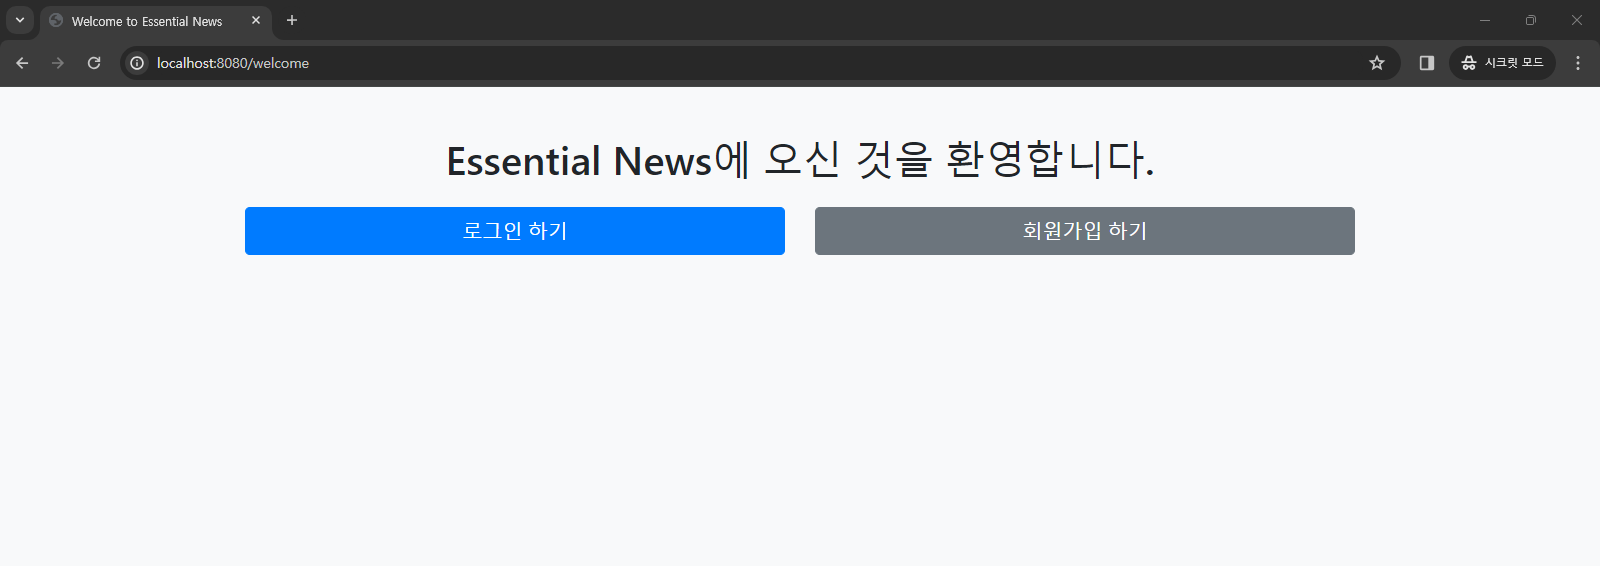 Welcome to Essential News
localhost:8080/welcome
시크릿 모드
Essential News에 오신 것을 환영합니다.
로그인 하기
회원가입 하기